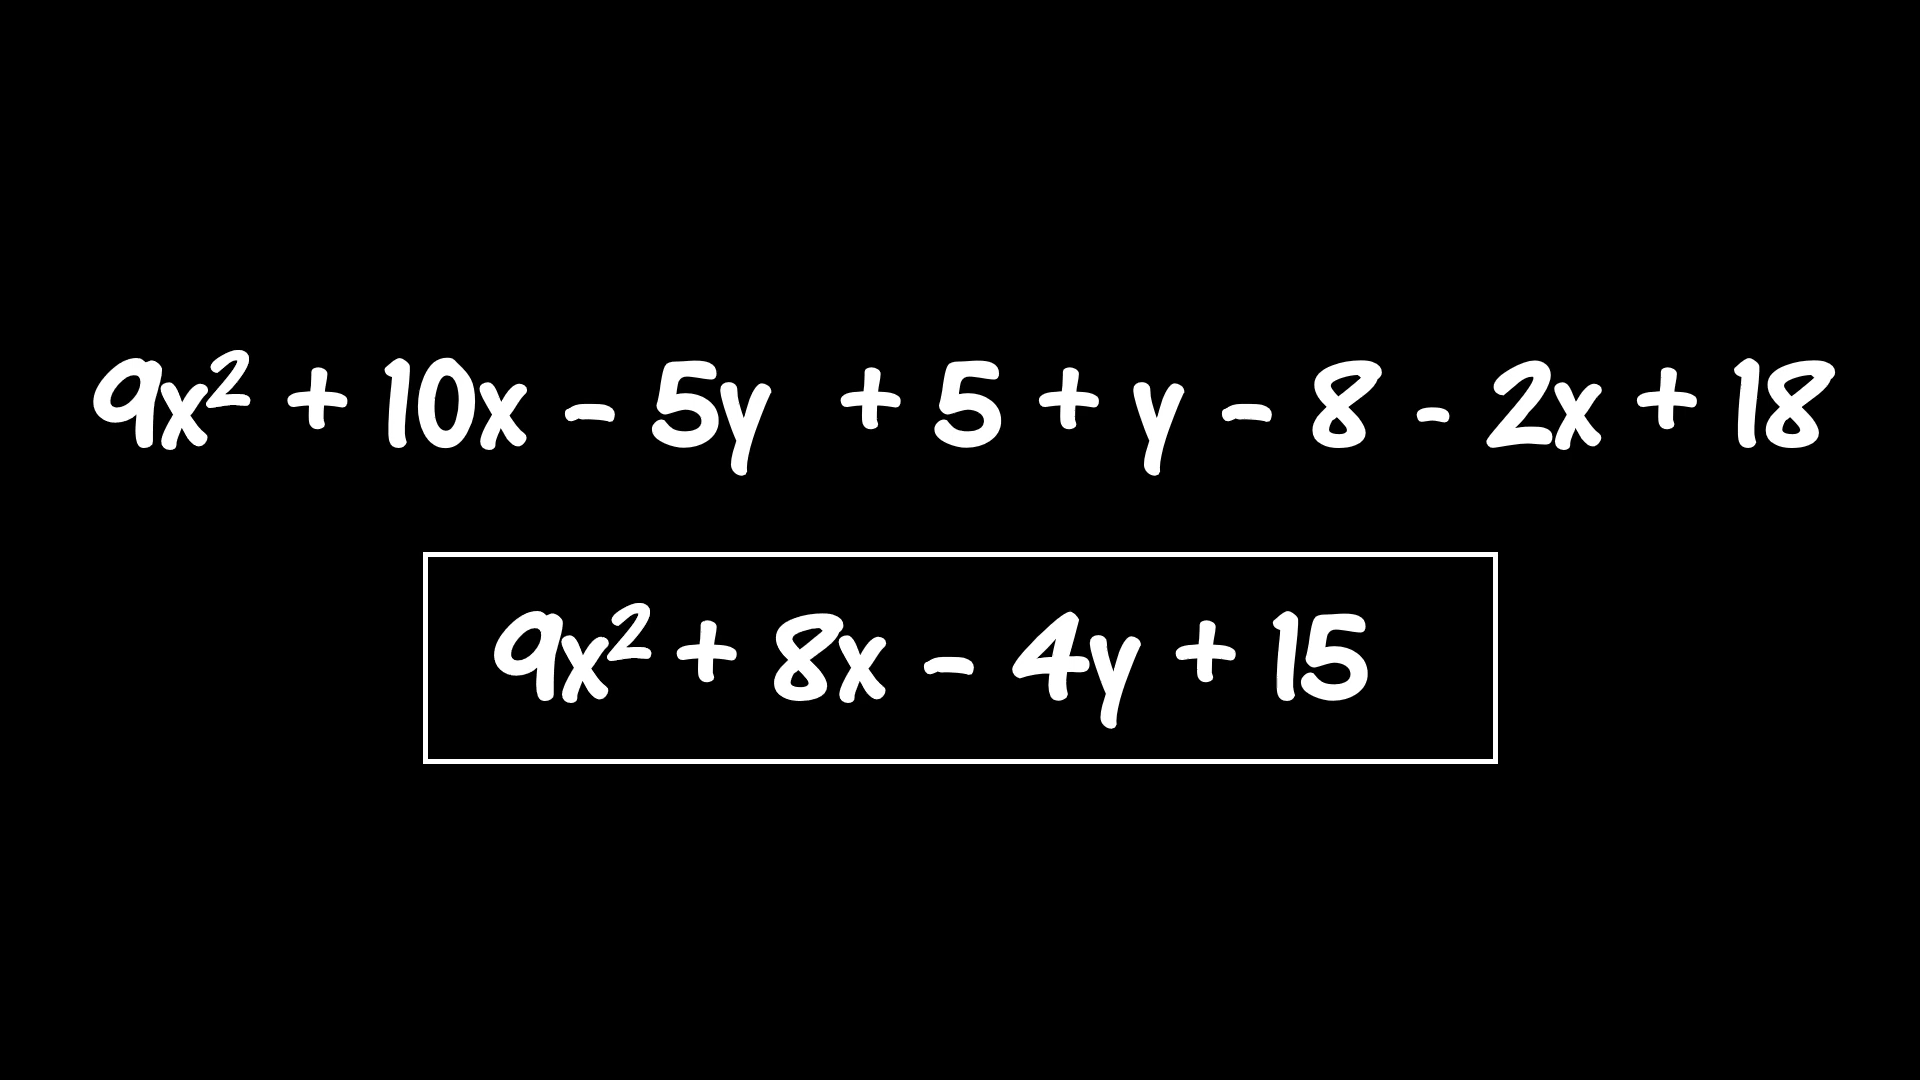 9x² + 10x – 5y + 5 + y – 8 - 2x + 18
9x² + 8x – 4y + 15